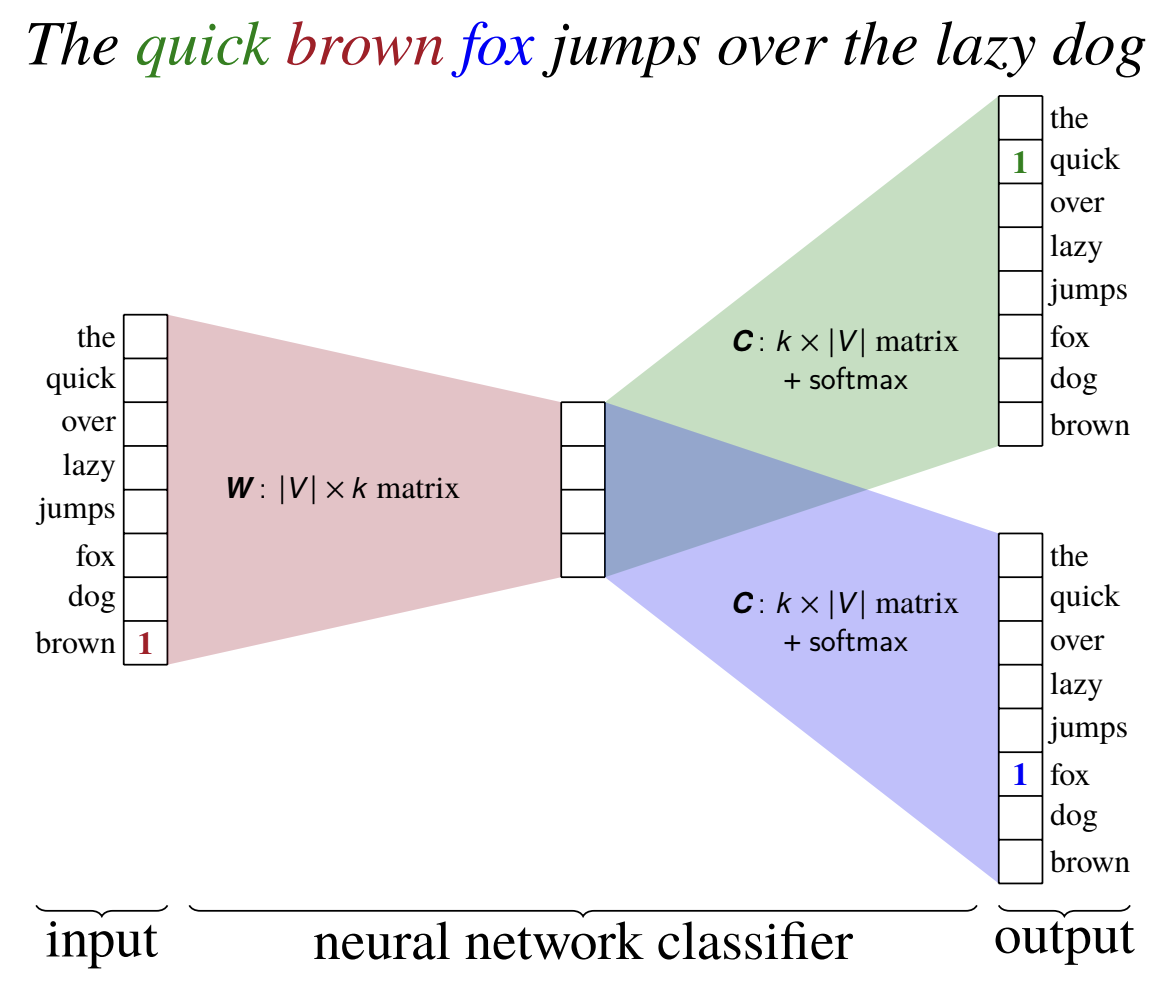 The quick brown fox jumps over the lazy dog
the
quick
over
lazy
jumps
fox
dog
brown 1
W : |V| × k matrix
C : k × |V| matrix
+ softmax
the
1 quick
over
lazy
jumps
fox
dog
brown
C : k × |V| matrix
+ softmax
the
quick
over
lazy
jumps
1 fox
dog
brown
input
neural network classifier
output